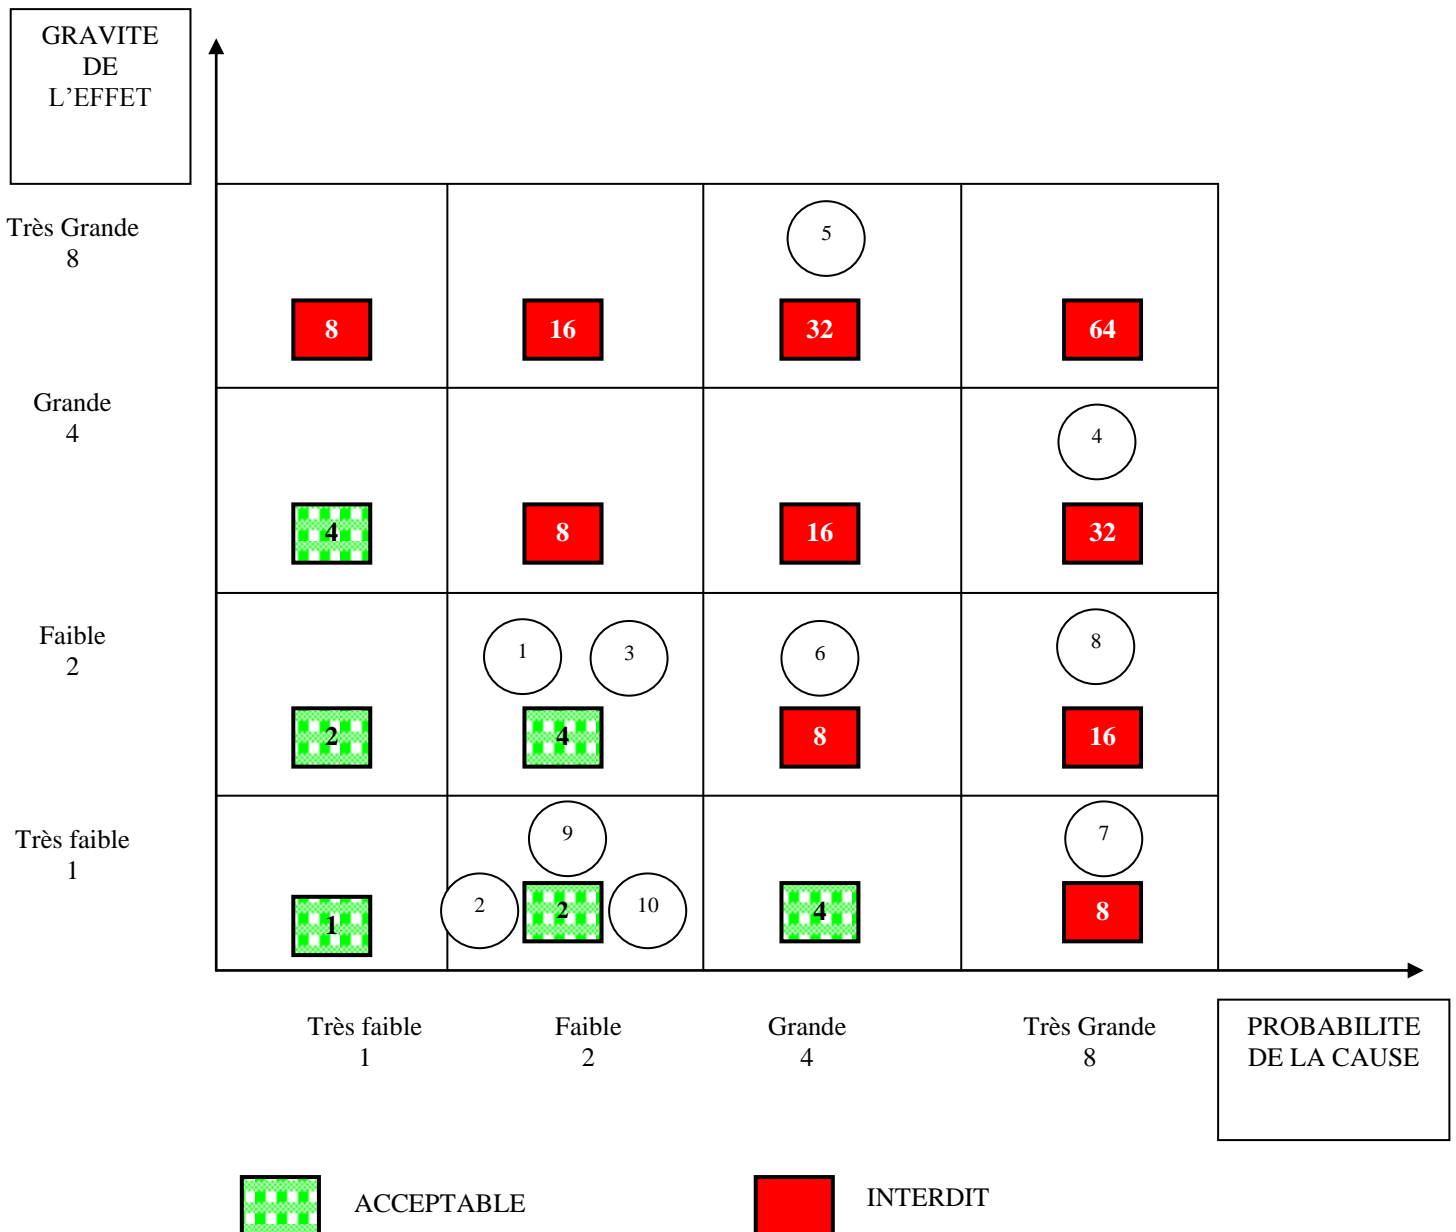 GRAVITE
DE
L’EFFET
Très Grande
8
5
8
16
32
64
Grande
4
4
4
8
16
32
Faible
2
1
3
6
8
2
4
8
16
Très faible
1
9
7
2
10
1
2
4
8
Très faible
1
Faible
2
Grande
4
Très Grande
8
PROBABILITE
DE LA CAUSE
ACCEPTABLE
INTERDIT